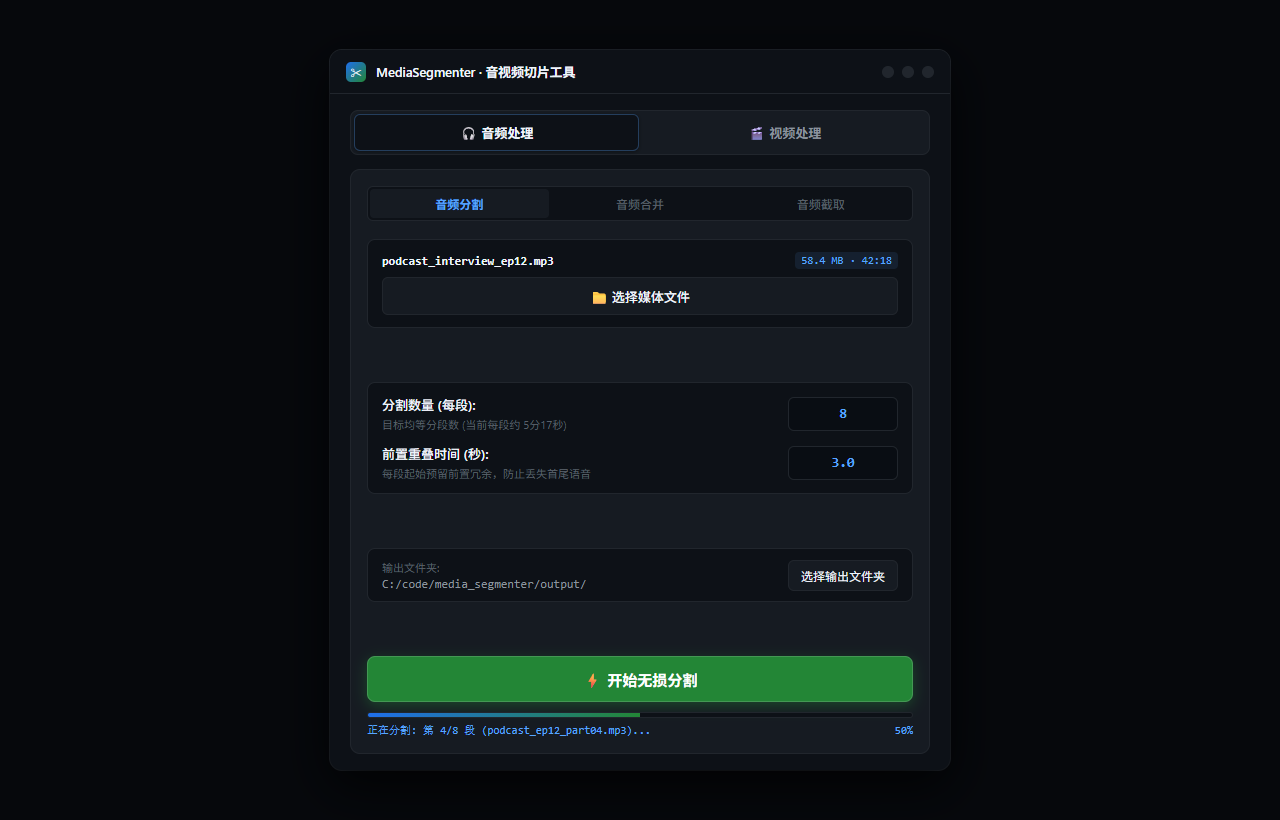 MediaSegmenter · 音视频切片工具
音频处理
视频处理
音频分割
音频合并
音频截取
podcast_interview_ep12.mp3
58.4 MB · 42:18
选择媒体文件
分割数量 (每段):
8
目标均等分段数 (当前每段约 5分17秒)
前置重叠时间 (秒):
3.0
每段起始预留前置冗余，防止丢失首尾语音
输出文件夹:
C:/code/media_segmenter/output/
选择输出文件夹
开始无损分割
正在分割: 第 4/8 段 (podcast_ep12_part04.mp3)...
50%